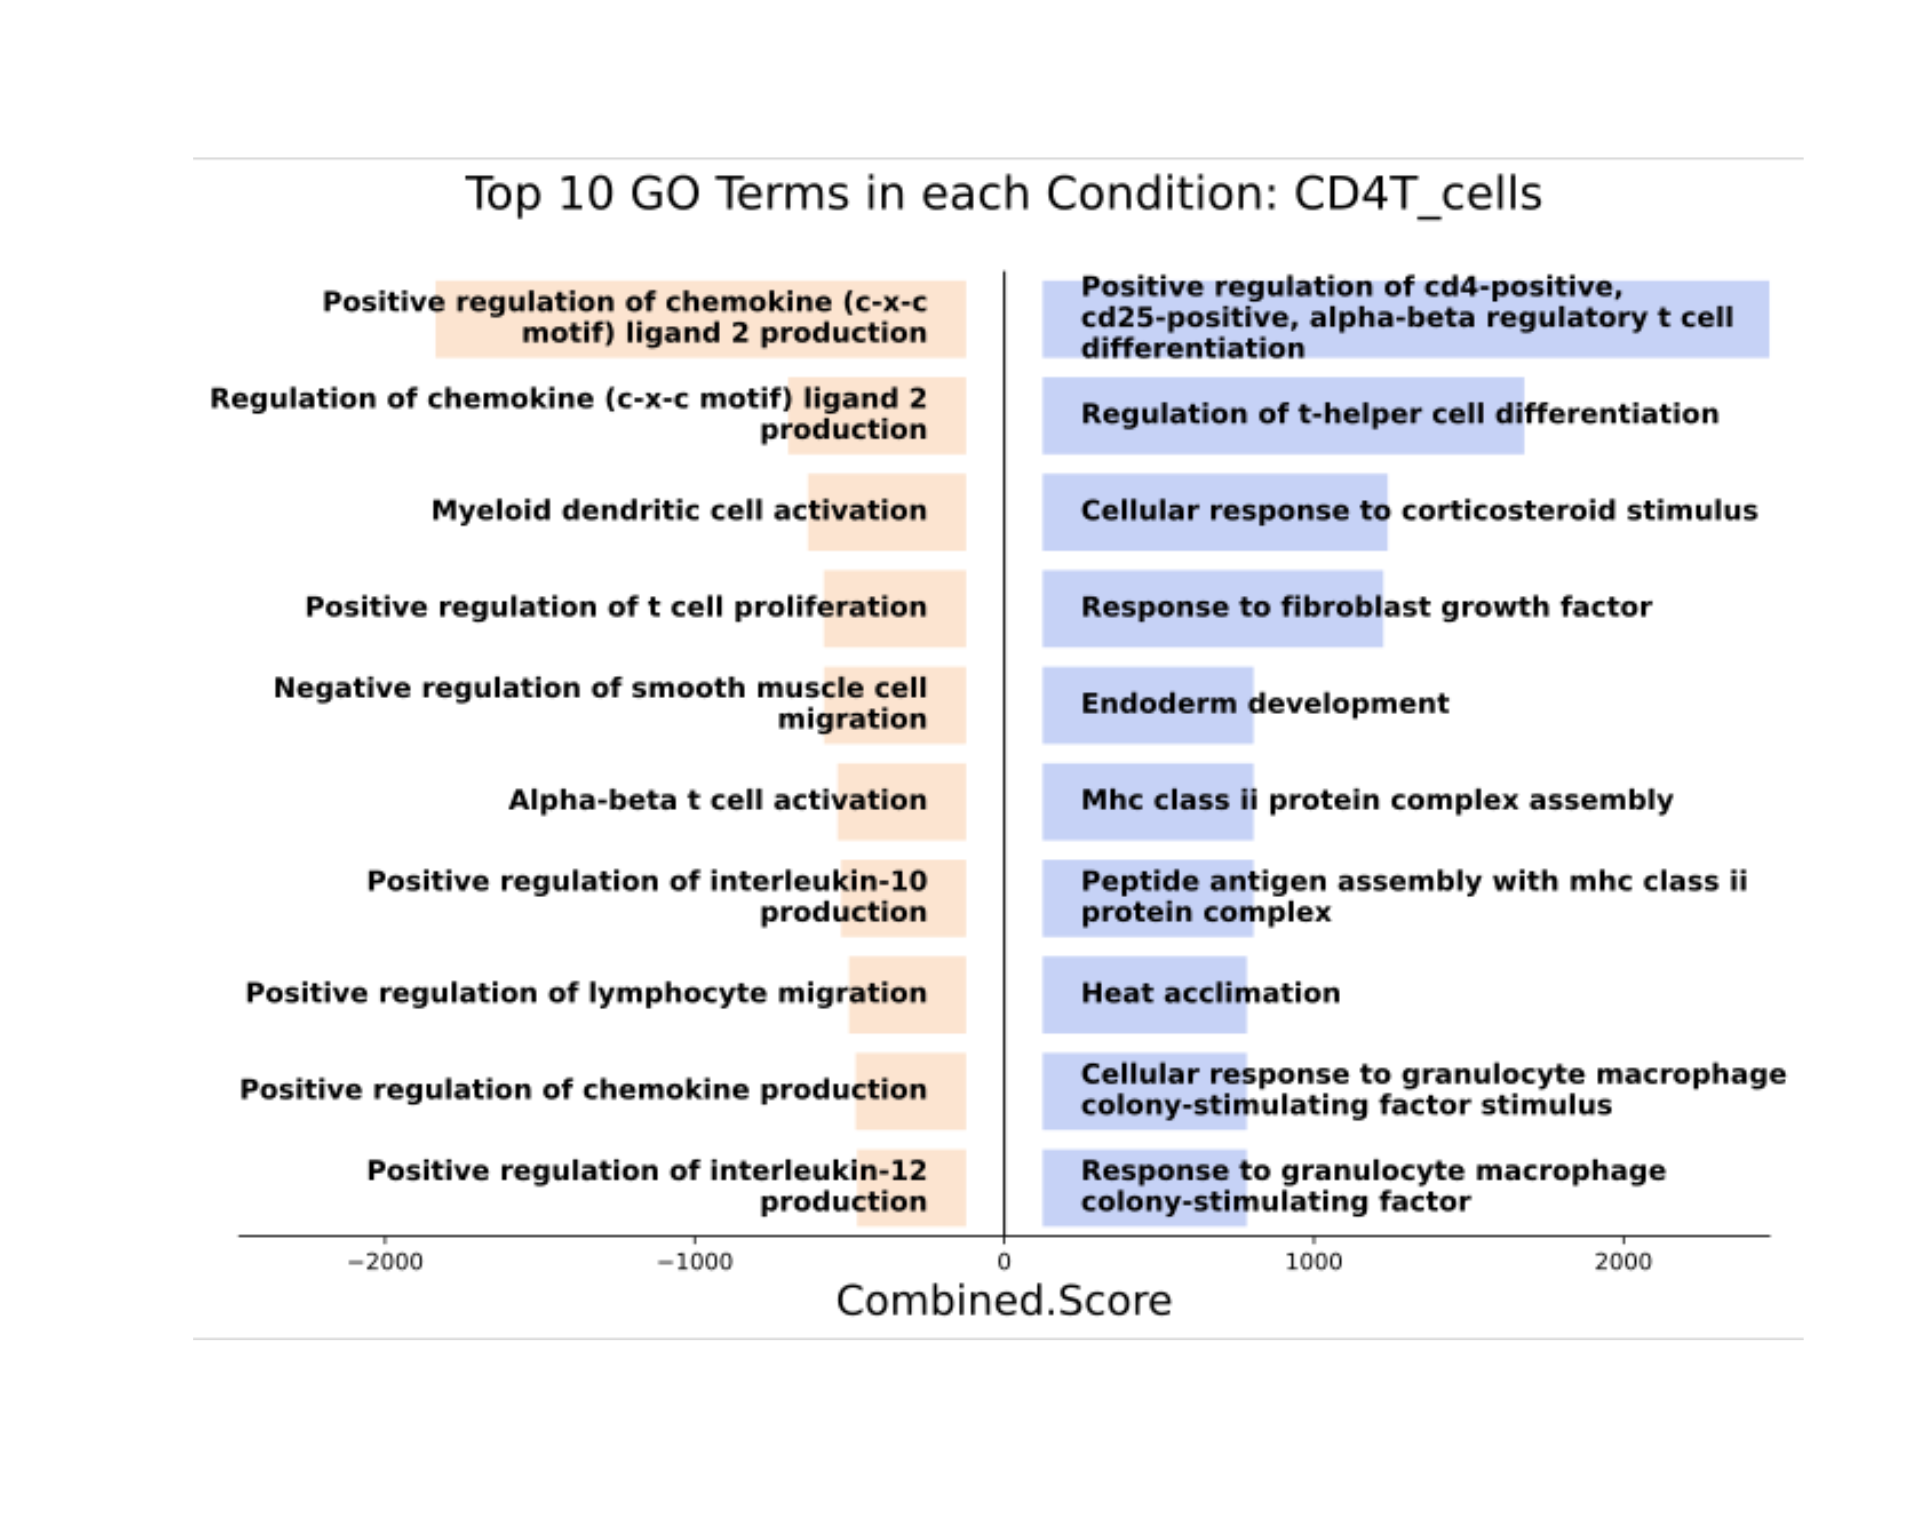 Top 10 GO Terms in each Condition: CD4T_cells
Positive regulation of chemokine (c-x-c
motif) ligand 2 production
Positive regulation of cd4-positive,
cd25-positive, alpha-beta regulatory t cell
differentiation
Regulation of chemokine (c-x-c motif) ligand 2
production
Regulation of t-helper cell differentiation
Myeloid dendritic cell activation
Cellular response to corticosteroid stimulus
Positive regulation of t cell proliferation
Response to fibroblast growth factor
Negative regulation of smooth muscle cell
migration
Endoderm development
Alpha-beta t cell activation
Mhc class ii protein complex assembly
Positive regulation of interleukin-10
production
Peptide antigen assembly with mhc class ii
protein complex
Positive regulation of lymphocyte migration
Heat acclimation
Positive regulation of chemokine production
Cellular response to granulocyte macrophage
colony-stimulating factor stimulus
Positive regulation of interleukin-12
production
Response to granulocyte macrophage
colony-stimulating factor
−2000 −1000 0 1000 2000
Combined.Score